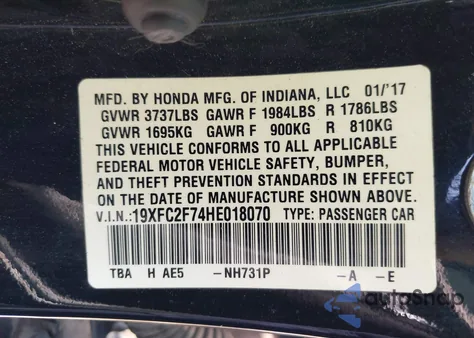 MFD. BY HONDA MFG. OF INDIANA, LLC 01/'17
GVWR 3737LBS GAWR F 1984LBS R 1786LBS
GVWR 1695KG GAWR F 900KG R 810KG
THIS VEHICLE CONFORMS TO ALL APPLICABLE
FEDERAL MOTOR VEHICLE SAFETY, BUMPER,
AND THEFT PREVENTION STANDARDS IN EFFECT
ON THE DATE OF MANUFACTURE SHOWN ABOVE.
V.I.N.:19XFC2F74HE018070 TYPE: PASSENGER CAR
TBA H AE5 -NH731P -A -E
autoSnap